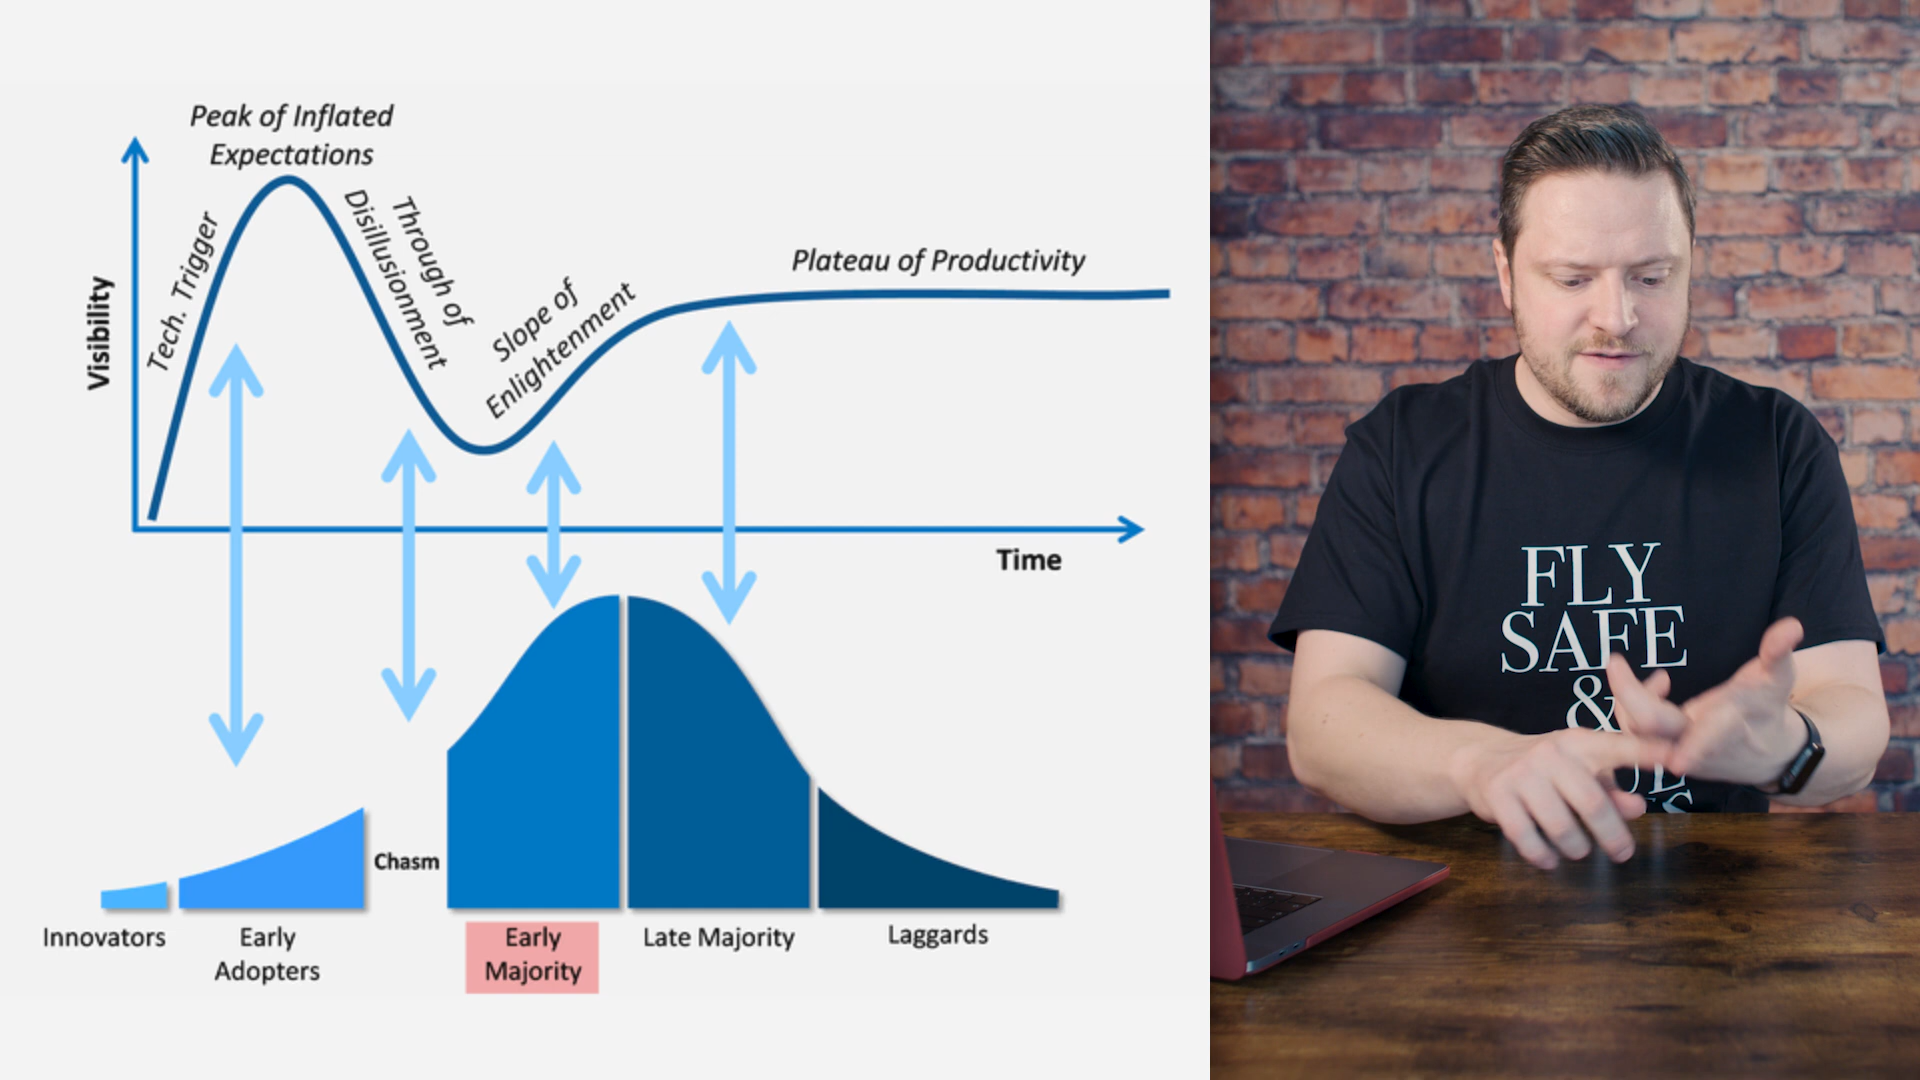 Peak of Inflated
Expectations
Tech. Trigger
Through of
Disillusionment
Slope of
Enlightenment
Plateau of Productivity
Visibility
Time
Chasm
Innovators
Early
Adopters
Early
Majority
Late Majority
Laggards
FLY
SAFE
&